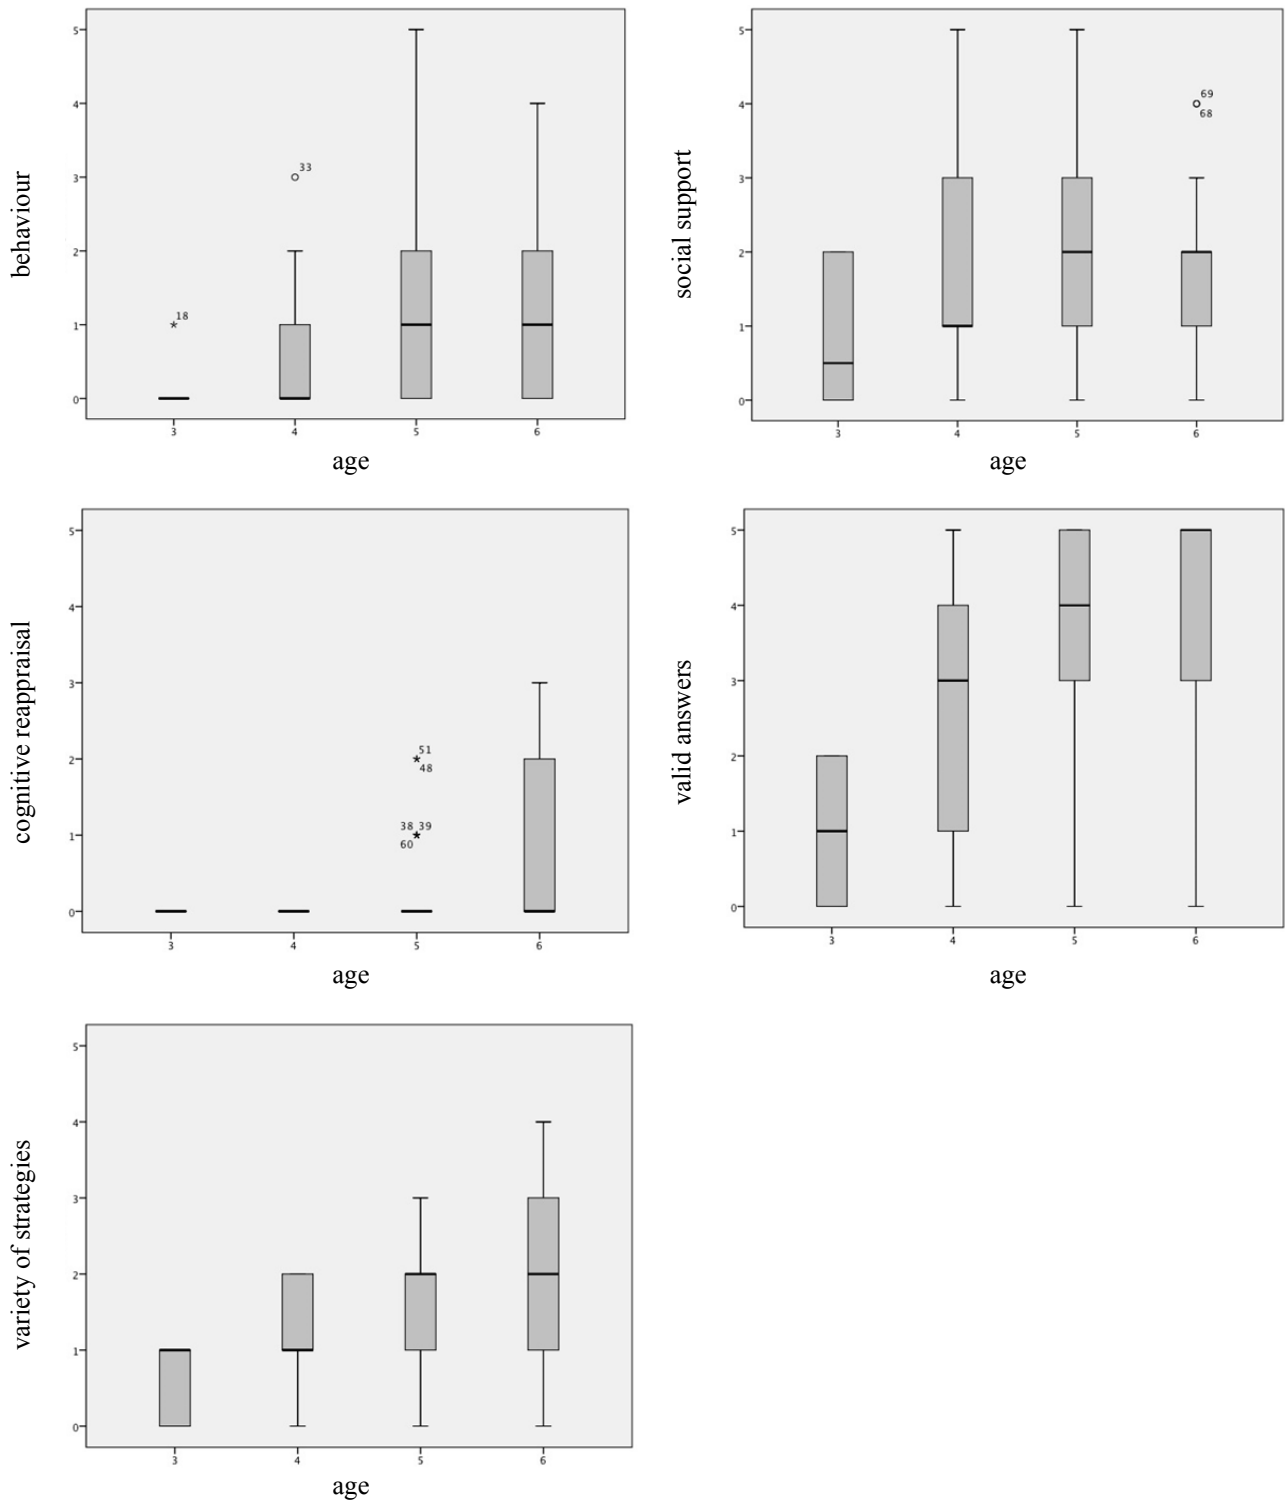 behaviour
5
4
3
2
1
0
33
18
3 4 5 6
age
social support
5
4
3
2
1
0
69
68
3 4 5 6
age
cognitive reappraisal
5
4
3
2
1
0
51
48
38 39
60
3 4 5 6
age
valid answers
5
4
3
2
1
0
3 4 5 6
age
variety of strategies
5
4
3
2
1
0
3 4 5 6
age